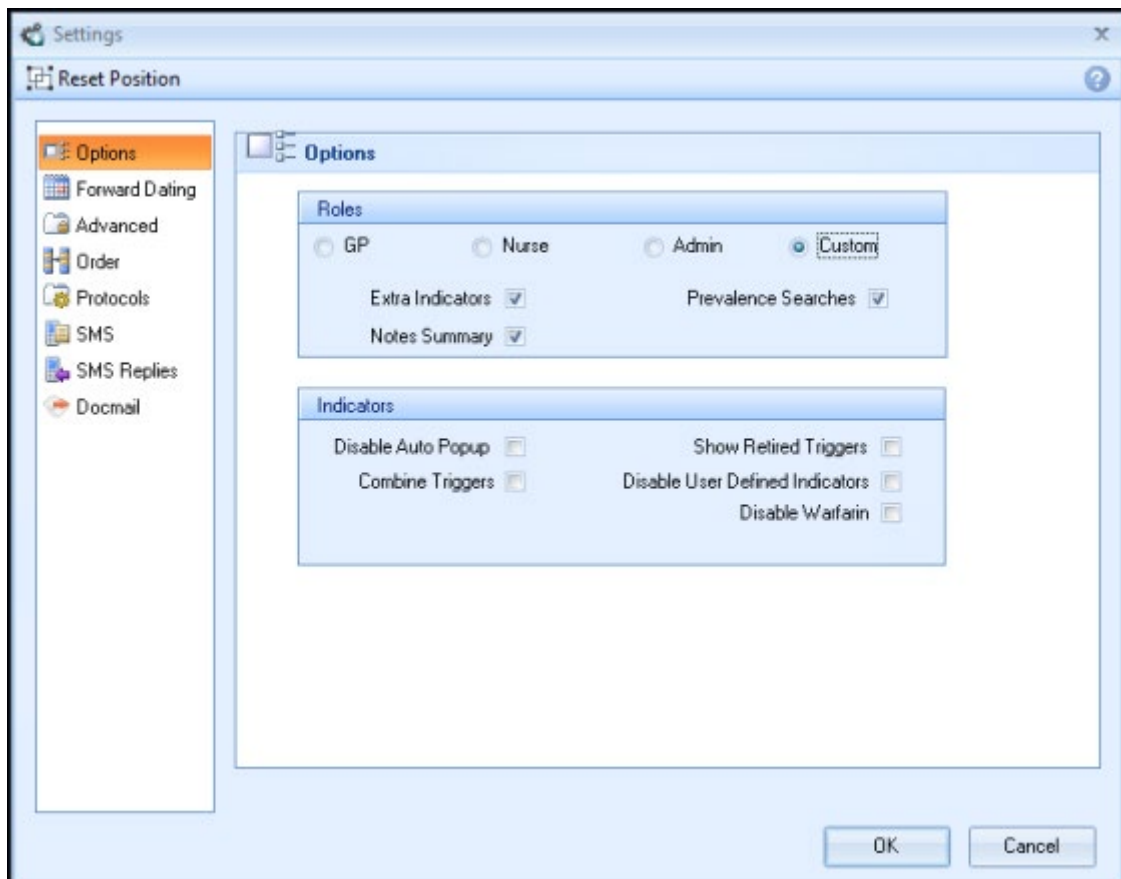 Settings
Reset Position
Options
Forward Dating
Advanced
Order
Protocols
SMS
SMS Replies
Docmail
Options
Roles
GP Nurse Admin Custom
Extra Indicators Prevalence Searches
Notes Summary
Indicators
Disable Auto Popup Show Retired Triggers
Combine Triggers Disable User Defined Indicators
Disable Warfarin
OK Cancel